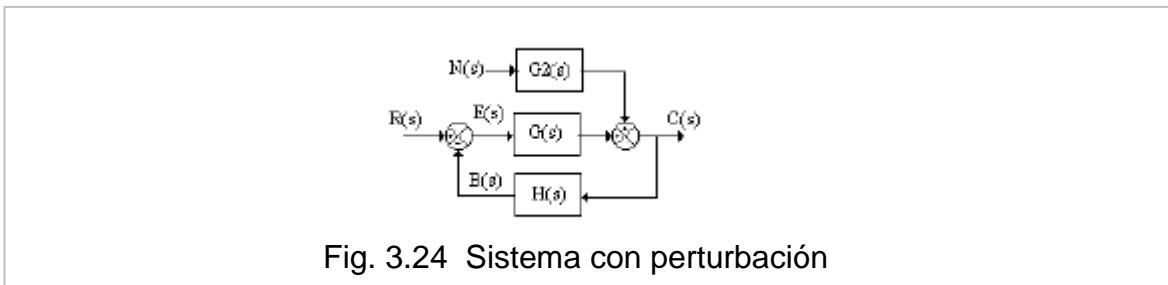 N(s) G2(s)
R(s) E(s) G(s) C(s)
B(s) H(s)
Fig. 3.24 Sistema con perturbación